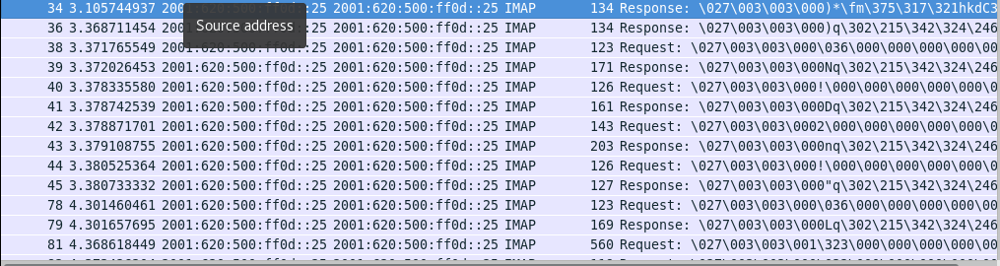 34 3.105744937 2001: :25 2001:620:500:ff0d::25 IMAP 134 Response: \027\003\003\000)*\fm\375\317\321hkdC3
Source address
36 3.368711454 200 :25 2001:620:500:ff0d::25 IMAP 134 Response: \027\003\003\000)q\302\215\342\324\246
38 3.371765549 2001:620:500:ff0d::25 2001:620:500:ff0d::25 IMAP 123 Request: \027\003\003\000\036\000\000\000\000\0
39 3.372026453 2001:620:500:ff0d::25 2001:620:500:ff0d::25 IMAP 171 Response: \027\003\003\000Nq\302\215\342\324\246
40 3.378335580 2001:620:500:ff0d::25 2001:620:500:ff0d::25 IMAP 126 Request: \027\003\003\000!\000\000\000\000\000\0
41 3.378742539 2001:620:500:ff0d::25 2001:620:500:ff0d::25 IMAP 161 Response: \027\003\003\000Dq\302\215\342\324\246
42 3.378871701 2001:620:500:ff0d::25 2001:620:500:ff0d::25 IMAP 143 Request: \027\003\003\0002\000\000\000\000\000\0
43 3.379108755 2001:620:500:ff0d::25 2001:620:500:ff0d::25 IMAP 203 Response: \027\003\003\000nq\302\215\342\324\246
44 3.380525364 2001:620:500:ff0d::25 2001:620:500:ff0d::25 IMAP 126 Request: \027\003\003\000!\000\000\000\000\000\0
45 3.380733332 2001:620:500:ff0d::25 2001:620:500:ff0d::25 IMAP 127 Response: \027\003\003\000"q\302\215\342\324\246
78 4.301460461 2001:620:500:ff0d::25 2001:620:500:ff0d::25 IMAP 123 Request: \027\003\003\000\036\000\000\000\000\0
79 4.301657695 2001:620:500:ff0d::25 2001:620:500:ff0d::25 IMAP 169 Response: \027\003\003\000Lq\302\215\342\324\246
81 4.368618449 2001:620:500:ff0d::25 2001:620:500:ff0d::25 IMAP 560 Request: \027\003\003\001\323\000\000\000\000\0